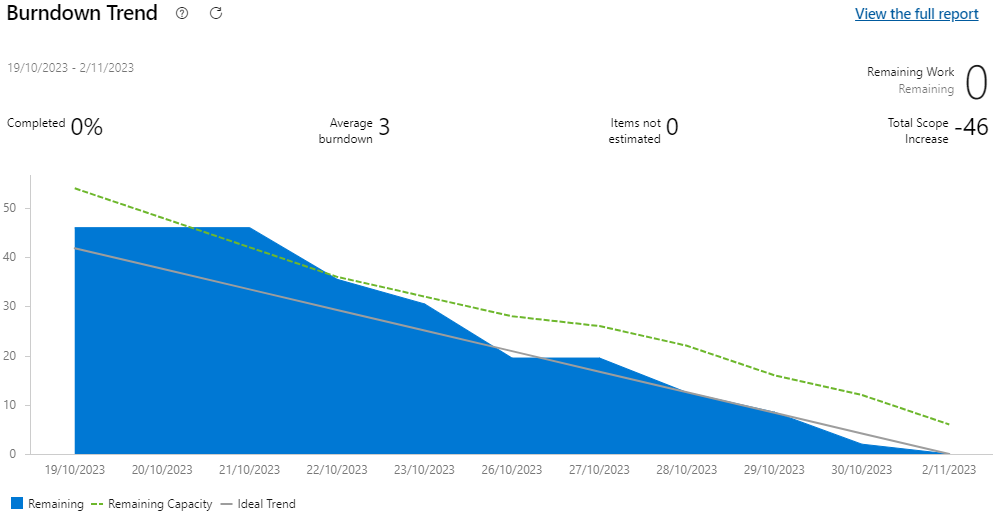 Burndown Trend
View the full report
19/10/2023 - 2/11/2023
Remaining Work
Remaining
0
Completed 0%
Average
burndown
3
Items not
estimated
0
Total Scope
Increase
-46
50
40
30
20
10
0
19/10/2023 20/10/2023 21/10/2023 22/10/2023 23/10/2023 26/10/2023 27/10/2023 28/10/2023 29/10/2023 30/10/2023 2/11/2023
Remaining Remaining Capacity Ideal Trend